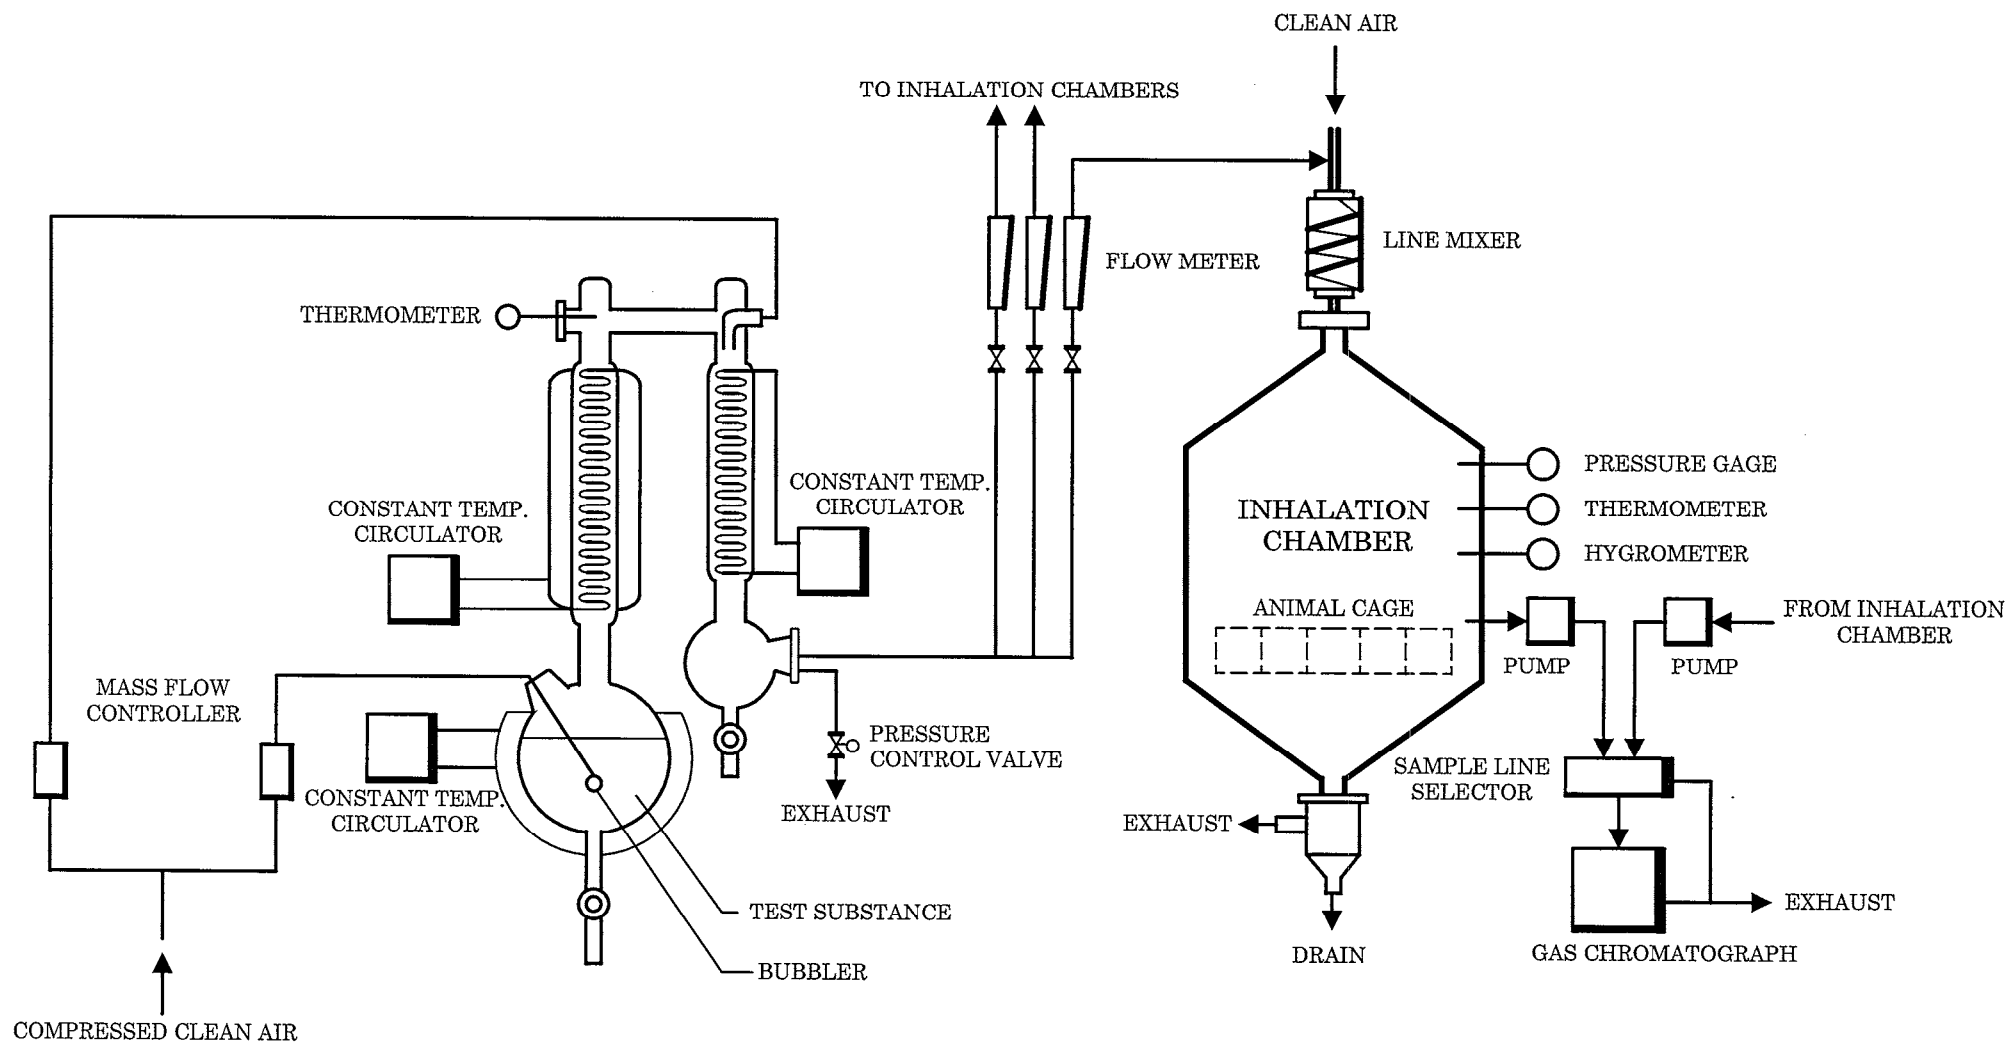 CLEAN AIR
TO INHALATION CHAMBERS
LINE MIXER
FLOW METER
THERMOMETER
PRESSURE GAGE
CONSTANT TEMP.
CIRCULATOR
THERMOMETER
CONSTANT TEMP.
CIRCULATOR
INHALATION
CHAMBER
HYGROMETER
ANIMAL CAGE
FROM INHALATION
CHAMBER
PUMP
PUMP
MASS FLOW
CONTROLLER
PRESSURE
CONTROL VALVE
SAMPLE LINE
SELECTOR
CONSTANT TEMP.
CIRCULATOR
EXHAUST
EXHAUST
TEST SUBSTANCE
EXHAUST
DRAIN
GAS CHROMATOGRAPH
BUBBLER
COMPRESSED CLEAN AIR